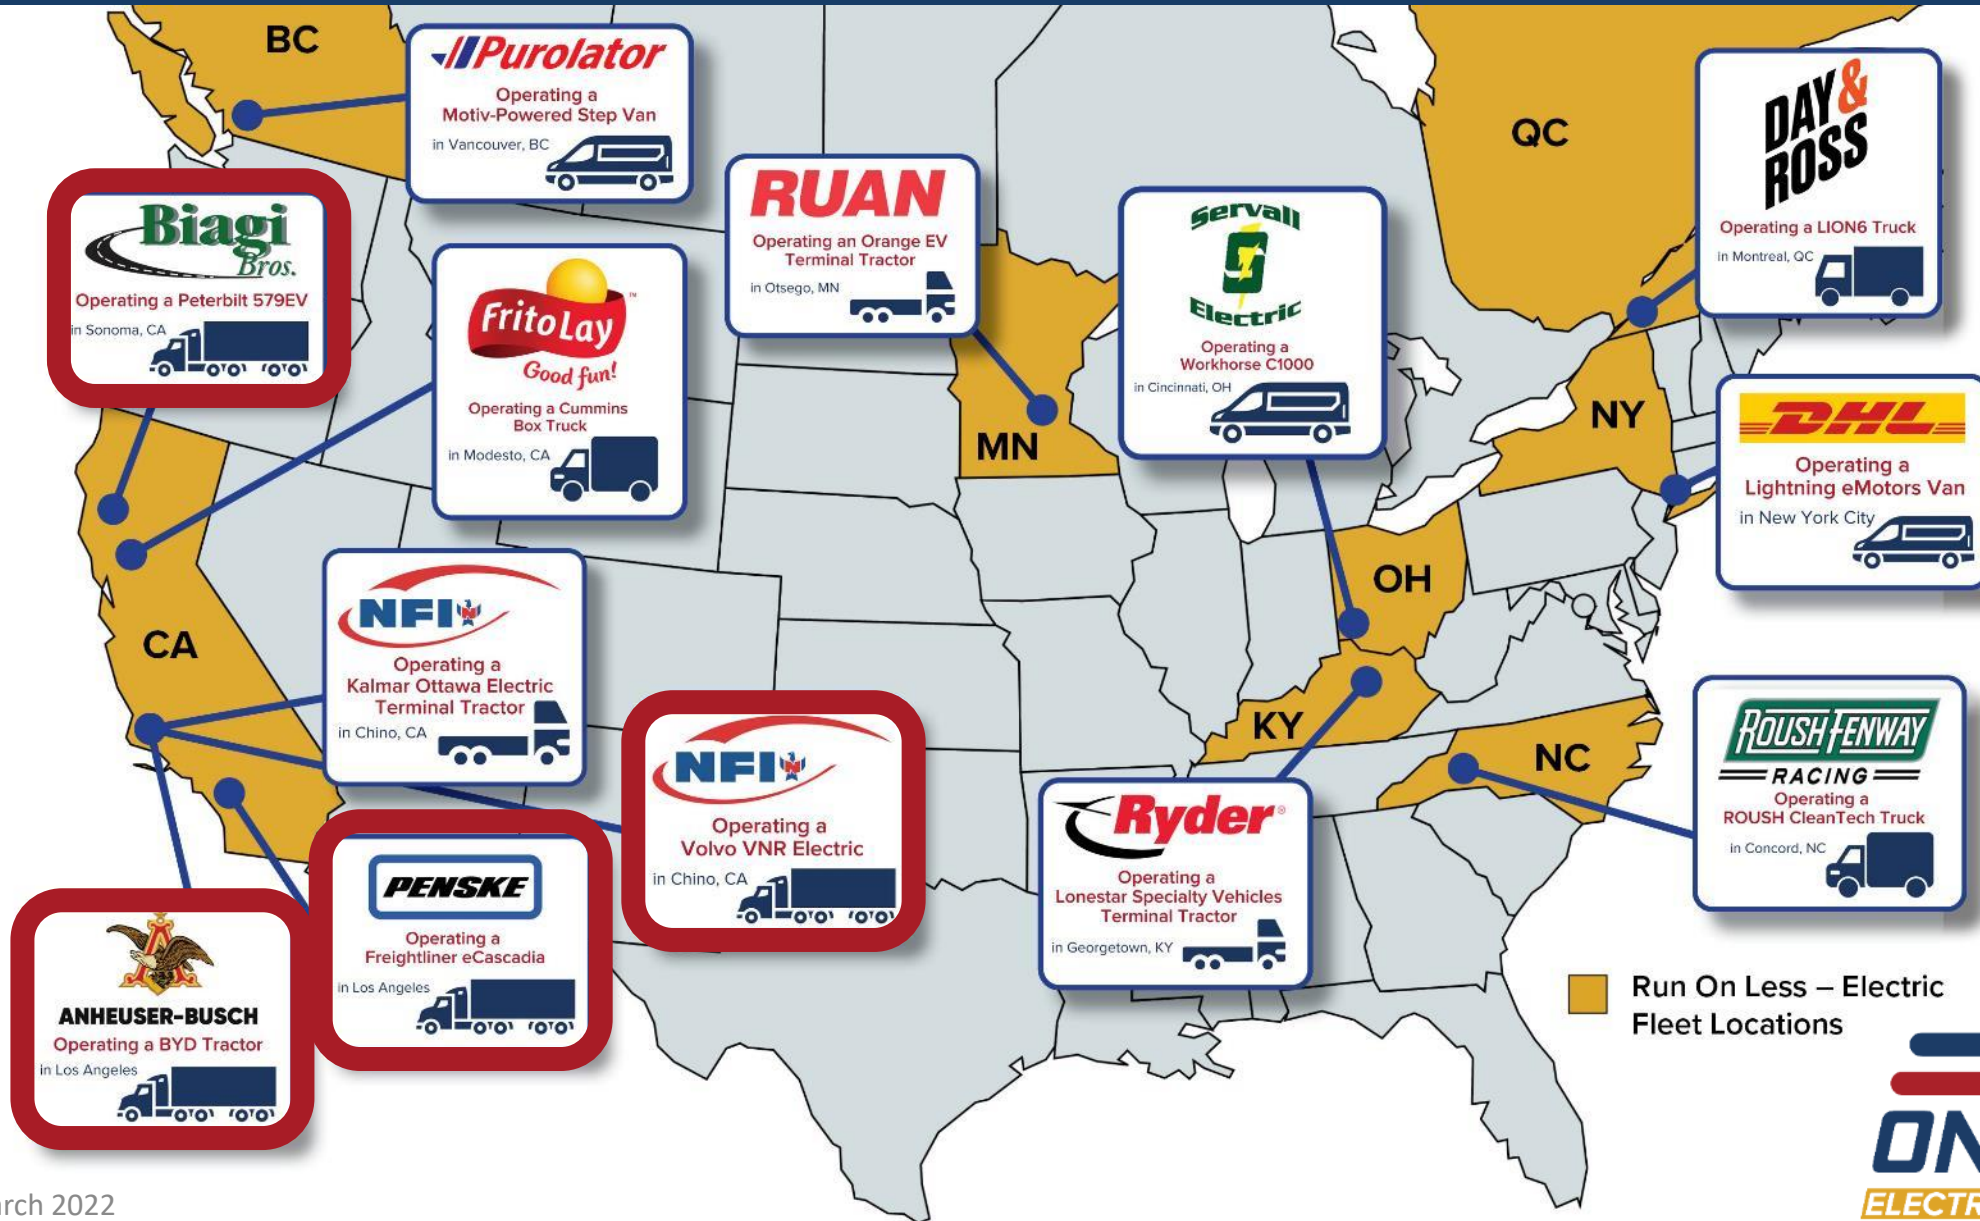 BC
Purolator
Operating a
Motiv-Powered Step Van
in Vancouver, BC
Biagi
Bros.
Operating a Peterbilt 579EV
in Sonoma, CA
FritoLay
™
Good fun!
Operating a Cummins
Box Truck
in Modesto, CA
RUAN
Operating an Orange EV
Terminal Tractor
in Otsego, MN
MN
Servall
S
Electric
Operating a
Workhorse C1000
in Cincinnati, OH
QC
DAY &
ROSS
Operating a LION6 Truck
in Montreal, QC
NY
DHL
Operating a
Lightning eMotors Van
in New York City
OH
CA
NFI
N
Operating a
Kalmar Ottawa Electric
Terminal Tractor
in Chino, CA
NFI
N
Operating a
Volvo VNR Electric
in Chino, CA
KY
NC
Ryder®
Operating a
Lonestar Specialty Vehicles
Terminal Tractor
in Georgetown, KY
ROUSH FENWAY
RACING
Operating a
ROUSH CleanTech Truck
in Concord, NC
PENSKE
Operating a
Freightliner eCascadia
in Los Angeles
A
ANHEUSER-BUSCH
Operating a BYD Tractor
in Los Angeles
Run On Less – Electric
Fleet Locations
ON
ELECTR
arch 2022